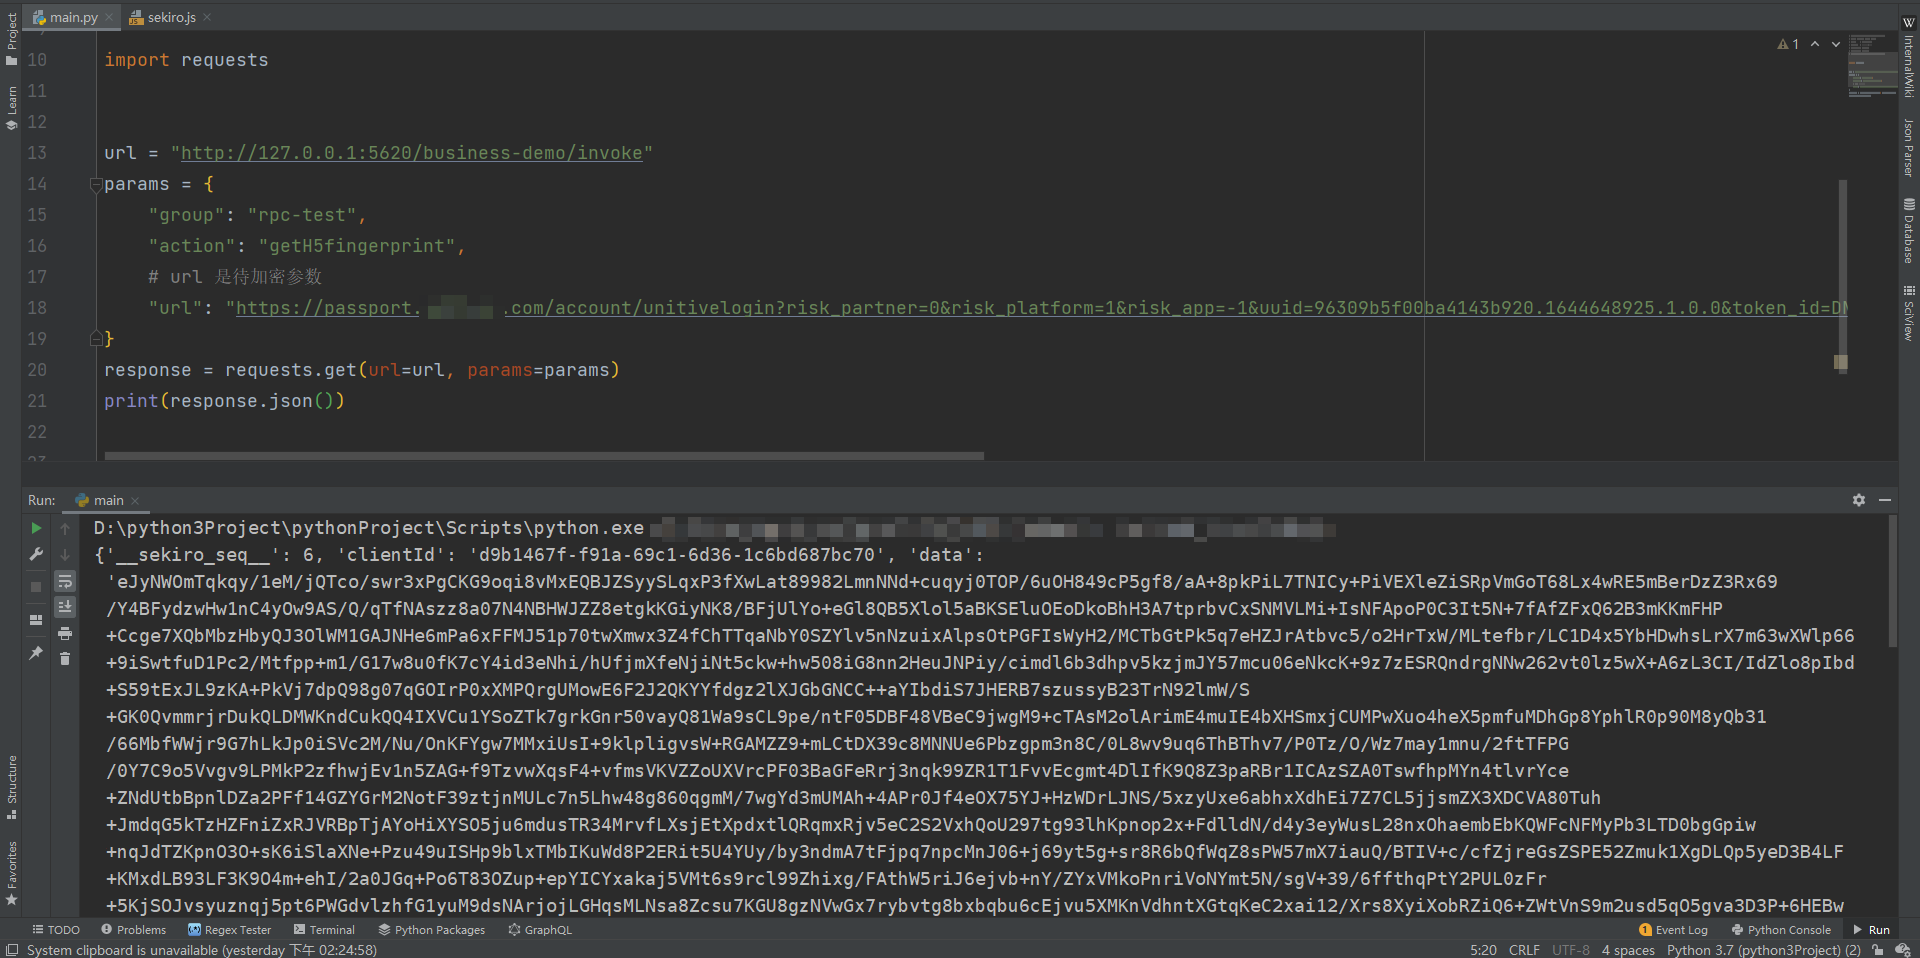 main.py
sekiro.js
Project
Learn
Structure
Favorites
1
10 import requests
11
12
13 url = "http://127.0.0.1:5620/business-demo/invoke"
14 params = {
15 "group": "rpc-test",
16 "action": "getH5fingerprint",
17 # url 是待加密参数
18 "url": "https://passport. .com/account/unitivelogin?risk_partner=0&risk_platform=1&risk_app=-1&uuid=96309b5f00ba4143b920.1644648925.1.0.0&token_id=DM
19 }
20 response = requests.get(url=url, params=params)
21 print(response.json())
22
23
InternalWiki
Json Parser
Database
SciView
Run: main
D:\python3Project\pythonProject\Scripts\python.exe
{'__sekiro_seq__': 6, 'clientId': 'd9b1467f-f91a-69c1-6d36-1c6bd687bc70', 'data':
'eJyNWOmTqkqy/1eM/jQTco/swr3xPgCKG9oqi8vMxEQBJZSyySLqxP3fXwLat89982LmnNNd+cuqyj0TOP/6uOH849cP5gf8/aA+8pkPiL7TNICy+PiVEXleZiSRpVmGoT68Lx4wRE5mBerDzZ3Rx69
/Y4BFydzwHw1nC4yOw9AS/Q/qTfNAszz8a07N4NBHWJZZ8etgkKGiyNK8/BFjUlYo+eGl8QB5Xlol5aBKSEluOEoDkoBhH3A7tprbvCxSNMVLMi+IsNFApoP0C3It5N+7fAfZFxQ62B3mKKmFHP
+Ccge7XQbMbzHbyQJ3OlWM1GAJNHe6mPa6xFFMJ51p70twXmwx3Z4fChTTqaNbY0SZYlv5nNzuixAlpsOtPGFIsWyH2/MCTbGtPk5q7eHZJrAtbvc5/o2HrTxW/MLtefbr/LC1D4x5YbHDwhsLrX7m63wXWlp66
+9iSwtfuD1Pc2/Mtfpp+m1/G17w8u0fK7cY4id3eNhi/hUfjmXfeNjiNt5ckw+hw508iG8nn2HeuJNPiy/cimdl6b3dhpv5kzjmJY57mcu06eNkcK+9z7zESRQndrgNNw262vt0lz5wX+A6zL3CI/IdZlo8pIbd
+S59tExJL9zKA+PkVj7dpQ98g07qGOIrP0xXMPQrgUMowE6F2J2QKYYfdgz2lXJGbGNCC++aYIbdiS7JHERB7szussyB23TrN92lmW/S
+GK0QvmmrjrDukQLDMWKndCukQQ4IXVCu1YSoZTk7grkGnr50vayQ81Wa9sCL9pe/ntF05DBF48VBeC9jwgM9+cTAsM2olArimE4muIE4bXHSmxjCUMPwXuo4heX5pmfuMDhGp8YphlR0p90M8yQb31
/66MbfWWjr9G7hLkJp0iSVc2M/Nu/OnKFYgw7MMxiUsI+9klpligvsW+RGAMZZ9+mLCtDX39c8MNNUe6Pbzgpm3n8C/0L8wv9uq6ThBThv7/P0Tz/O/Wz7may1mnu/2ftTFPG
/0Y7C9o5Vvgv9LPMkP2zfhwjEv1n5ZAG+f9TzvwXqsF4+vfmsVKVZZoUXVrcPF03BaGFeRrj3nqk99ZR1T1FvvEcgmt4DlIfK9Q8Z3paRBr1ICAzSZA0TswfhpMYn4tlvrYce
+ZNdUtbBpnlDZa2PFf14GZYGrM2NotF39ztjnMULc7n5Lhw48g860qgmM/7wgYd3mUMAh+4APr0Jf4eOX75YJ+HzWDrLJNS/5xzyUxe6abhxXdhEi7Z7CL5jjsmZX3XDCVA80Tuh
+JmdqG5kTzHZFniZxRJVRBpTjAYoHiXYSO5ju6mdusTR34MrvfLXsjEtXpdxtlQRqmxRjv5eC2S2VxhQoU297tg93lhKpnop2x+FdlldN/d4y3eyWusL28nxOhaembEbKQWFcNFMyPb3LTD0bgGpiw
+nqJdTZKpnO3O+sK6iSlaXNe+Pzu49uISHp9blxTMbIKuWd8P2ERit5U4YUy/by3ndmA7tFjpq7npcMnJ06+j69yt5g+sr8R6bQfWqZ8sPW57mX7iauQ/BTIV+c/cfZjreGsZSPE52Zmuk1XgDLQp5yeD3B4LF
+KMxdLB93LF3K9O4m+ehI/2a0JGq+Po6T83OZup+epYICYxakaj5VMt6s9rcl99Zhixg/FAthW5riJ6ejvb+nY/ZYxVMkoPnriVoNYmt5N/sgV+39/6ffthqPtY2PUL0zFr
+5KjSOJvsyuznqj5pt6PWGdvlzhfG1yuM9dsNArjojLGHqsMLNsa8Zcsu7KGU8gzNVwGx7rybvtg8bxbqbu6cEjvu5XMKnVdhntXGtqKeC2xai12/Xrs8XyiXobRZiQ6+ZWtVnS9m2usd5qO5gva3D3P+6HEBw
TODO
Problems
Regex Tester
Terminal
Python Packages
GraphQL
1 Event Log
Python Console
Run
System clipboard is unavailable (yesterday 下午 02:24:58)
5:20 CRLF UTF-8 4 spaces Python 3.7 (python3Project) (2)